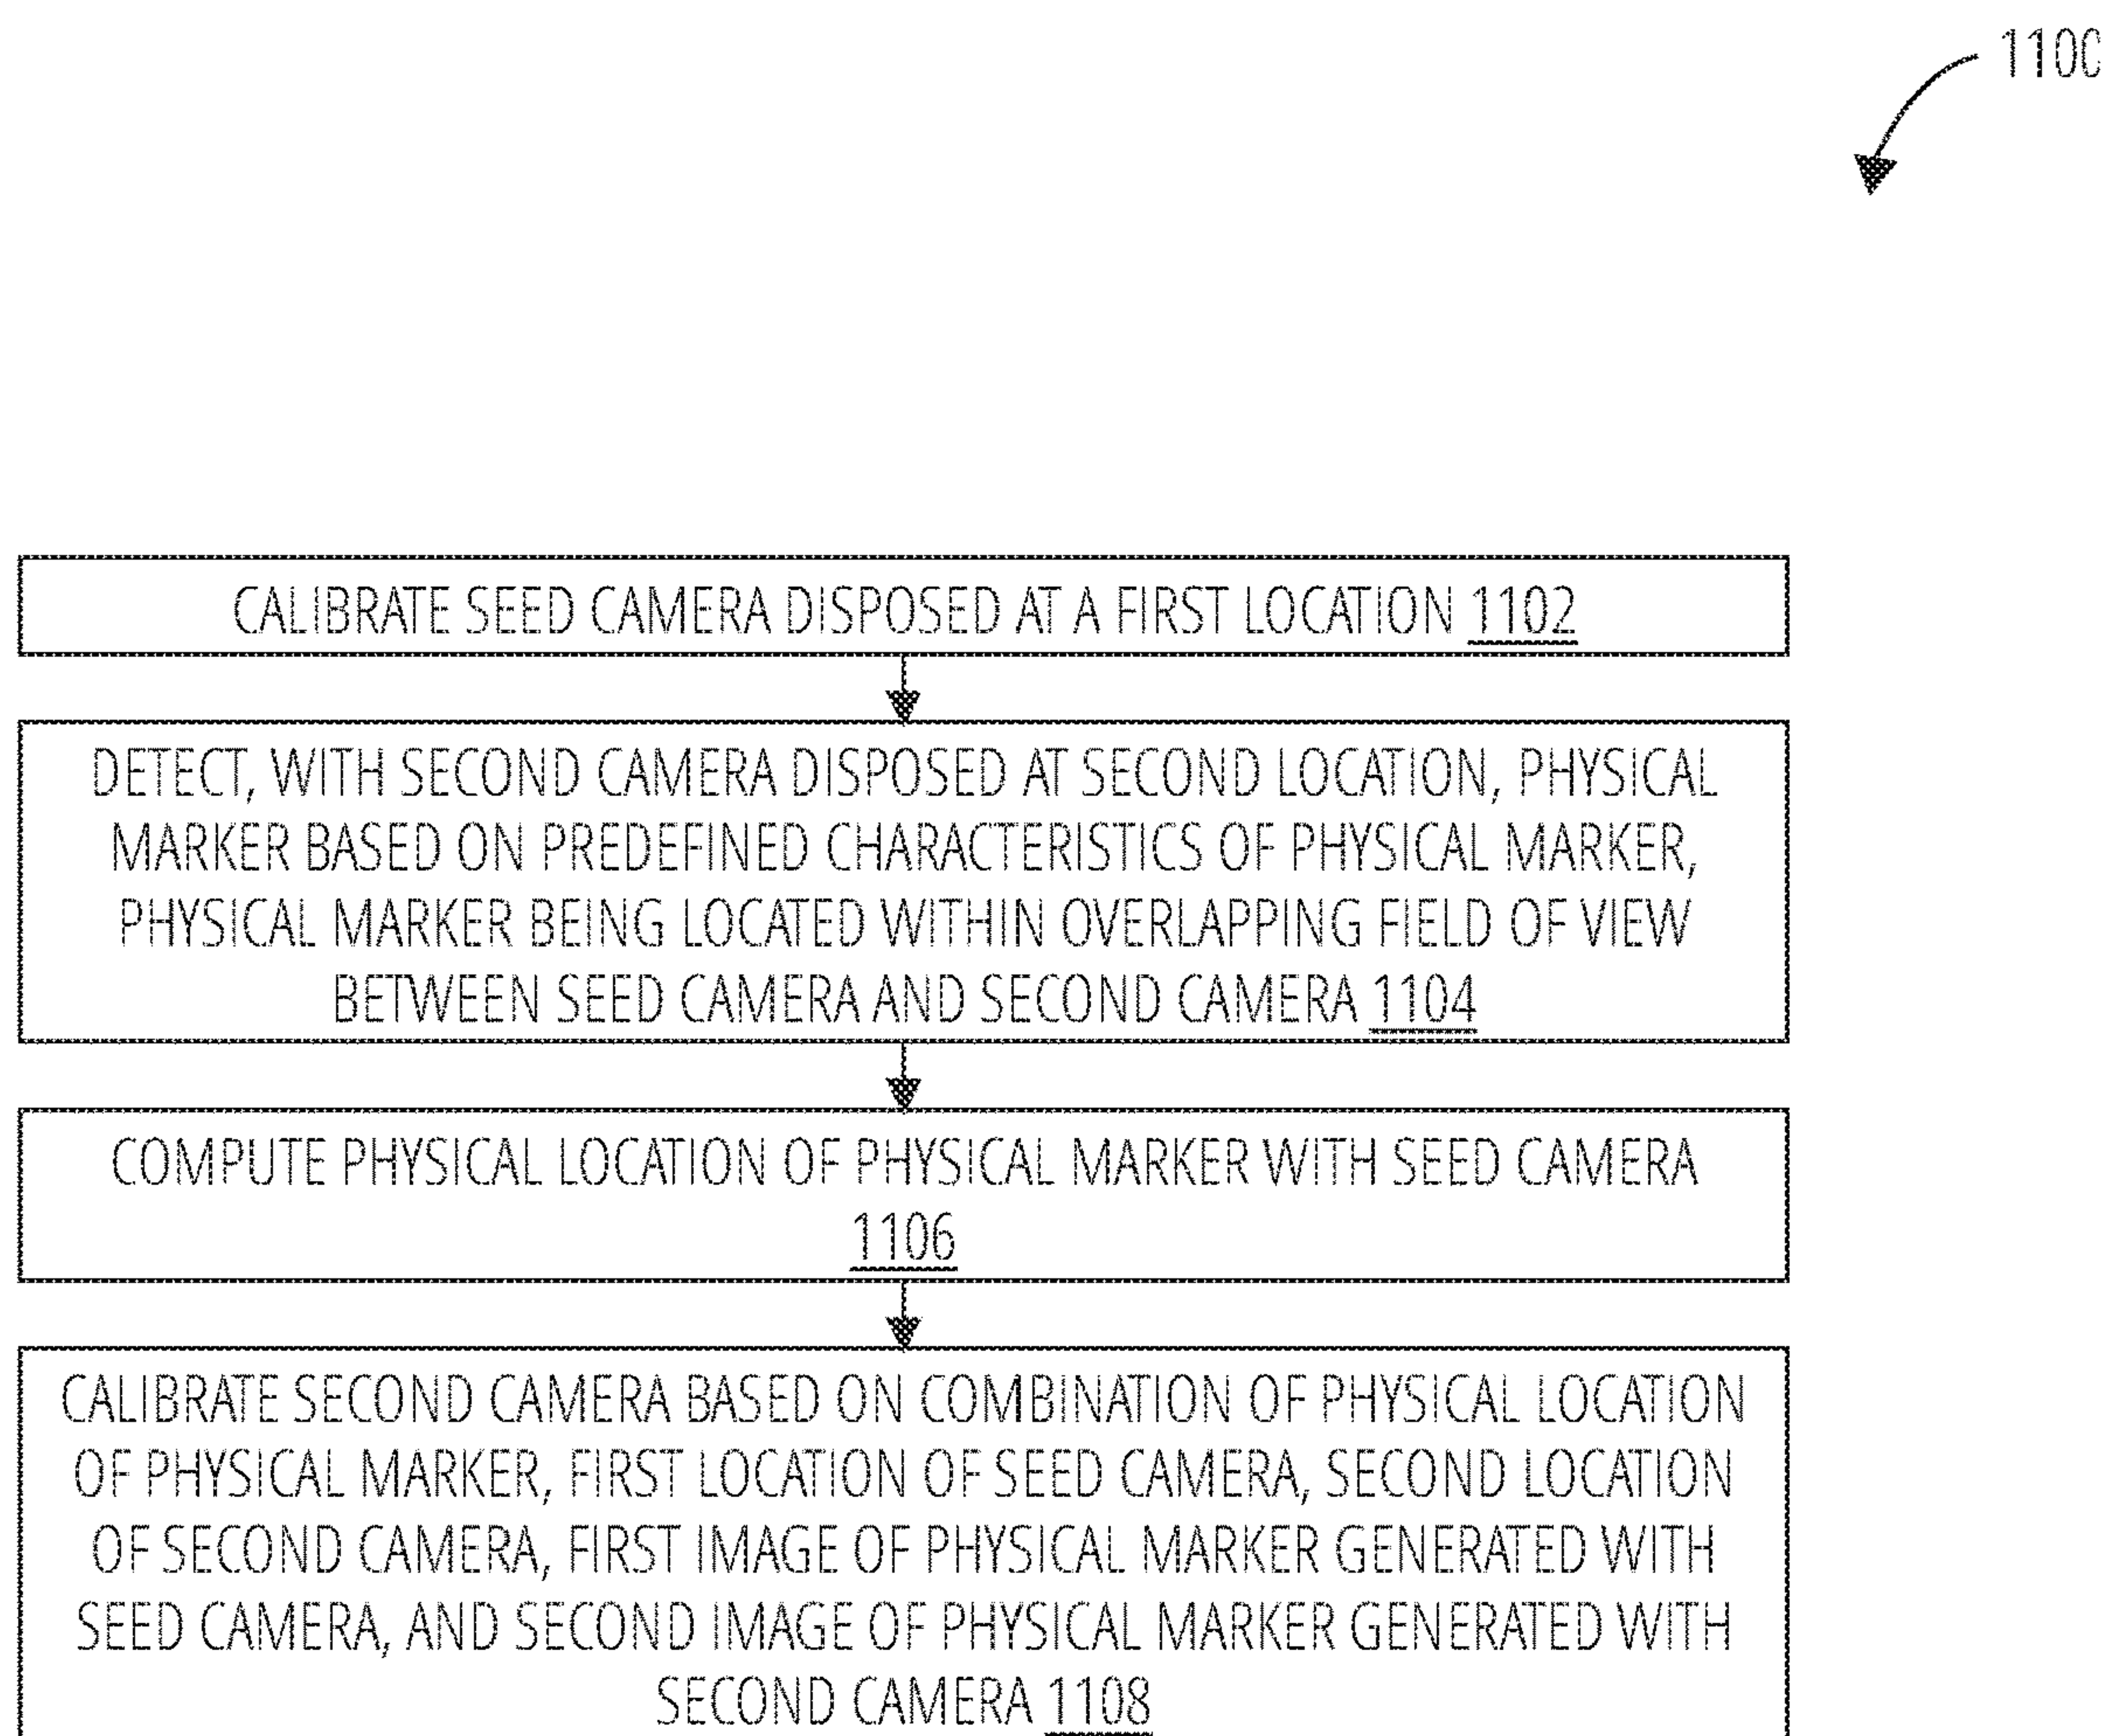 1100
CALIBRATE SEED CAMERA DISPOSED AT A FIRST LOCATION 1102
DETECT, WITH SECOND CAMERA DISPOSED AT SECOND LOCATION, PHYSICAL
MARKER BASED ON PREDEFINED CHARACTERISTICS OF PHYSICAL MARKER,
PHYSICAL MARKER BEING LOCATED WITHIN OVERLAPPING FIELD OF VIEW
BETWEEN SEED CAMERA AND SECOND CAMERA 1104
COMPUTE PHYSICAL LOCATION OF PHYSICAL MARKER WITH SEED CAMERA
1106
CALIBRATE SECOND CAMERA BASED ON COMBINATION OF PHYSICAL LOCATION
OF PHYSICAL MARKER, FIRST LOCATION OF SEED CAMERA, SECOND LOCATION
OF SECOND CAMERA, FIRST IMAGE OF PHYSICAL MARKER GENERATED WITH
SEED CAMERA, AND SECOND IMAGE OF PHYSICAL MARKER GENERATED WITH
SECOND CAMERA 1108